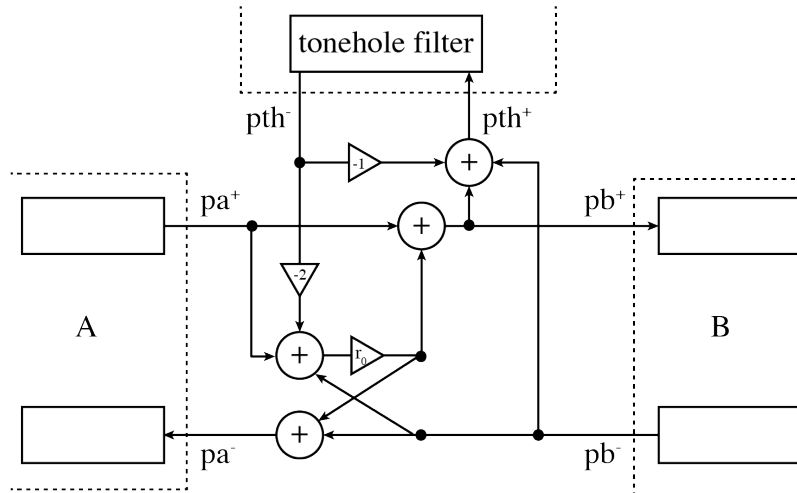 tonehole filter
pth⁻
pth⁺
-1
+
pa⁺
+
pb⁺
-2
A
B
+
r₀
+
pa⁻
pb⁻